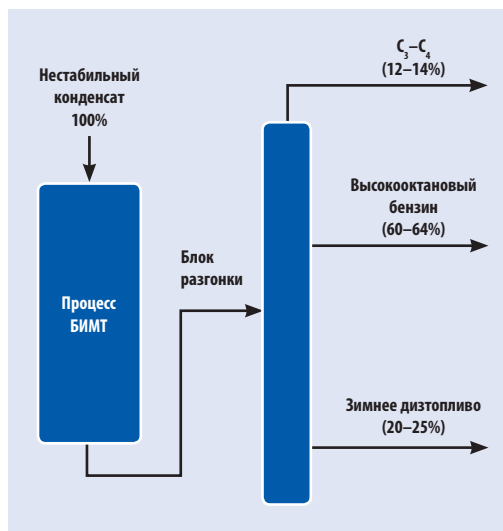 C₃–C₄
(12–14%)
Нестабильный
конденсат
100%
Высокооктановый
бензин
(60–64%)
Блок
разгонки
Процесс
БИМТ
Зимнее дизтопливо
(20–25%)